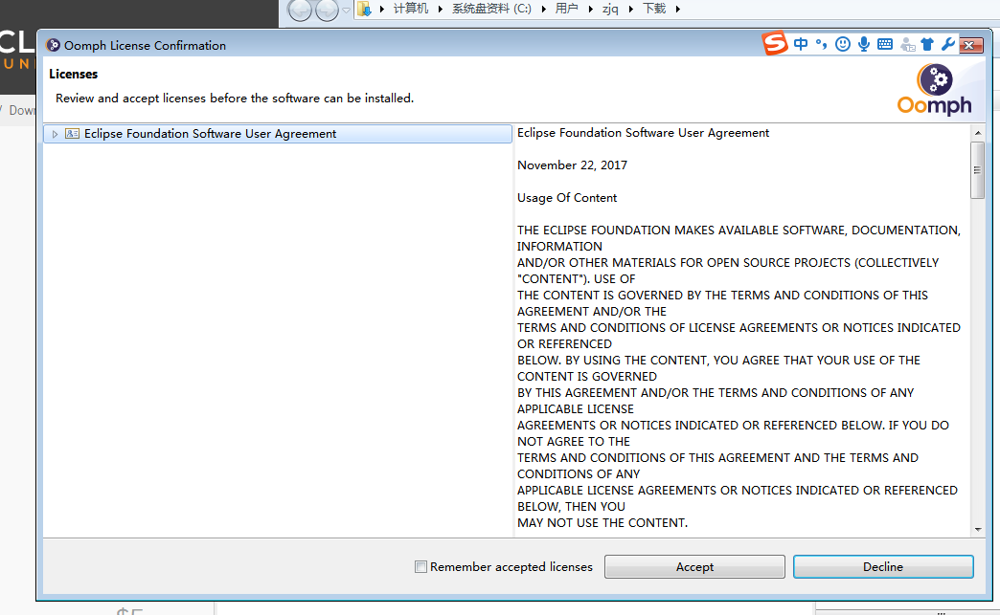 计算机 系统盘资料 (C:) 用户 zjq 下载
CL
UN
/ Down
Oomph License Confirmation
中
Licenses
Review and accept licenses before the software can be installed.
Oomph
Eclipse Foundation Software User Agreement
Eclipse Foundation Software User Agreement
November 22, 2017
Usage Of Content
THE ECLIPSE FOUNDATION MAKES AVAILABLE SOFTWARE, DOCUMENTATION,
INFORMATION
AND/OR OTHER MATERIALS FOR OPEN SOURCE PROJECTS (COLLECTIVELY
"CONTENT"). USE OF
THE CONTENT IS GOVERNED BY THE TERMS AND CONDITIONS OF THIS
AGREEMENT AND/OR THE
TERMS AND CONDITIONS OF LICENSE AGREEMENTS OR NOTICES INDICATED
OR REFERENCED
BELOW. BY USING THE CONTENT, YOU AGREE THAT YOUR USE OF THE
CONTENT IS GOVERNED
BY THIS AGREEMENT AND/OR THE TERMS AND CONDITIONS OF ANY
APPLICABLE LICENSE
AGREEMENTS OR NOTICES INDICATED OR REFERENCED BELOW. IF YOU DO
NOT AGREE TO THE
TERMS AND CONDITIONS OF THIS AGREEMENT AND THE TERMS AND
CONDITIONS OF ANY
APPLICABLE LICENSE AGREEMENTS OR NOTICES INDICATED OR REFERENCED
BELOW, THEN YOU
MAY NOT USE THE CONTENT.
Remember accepted licenses
Accept
Decline